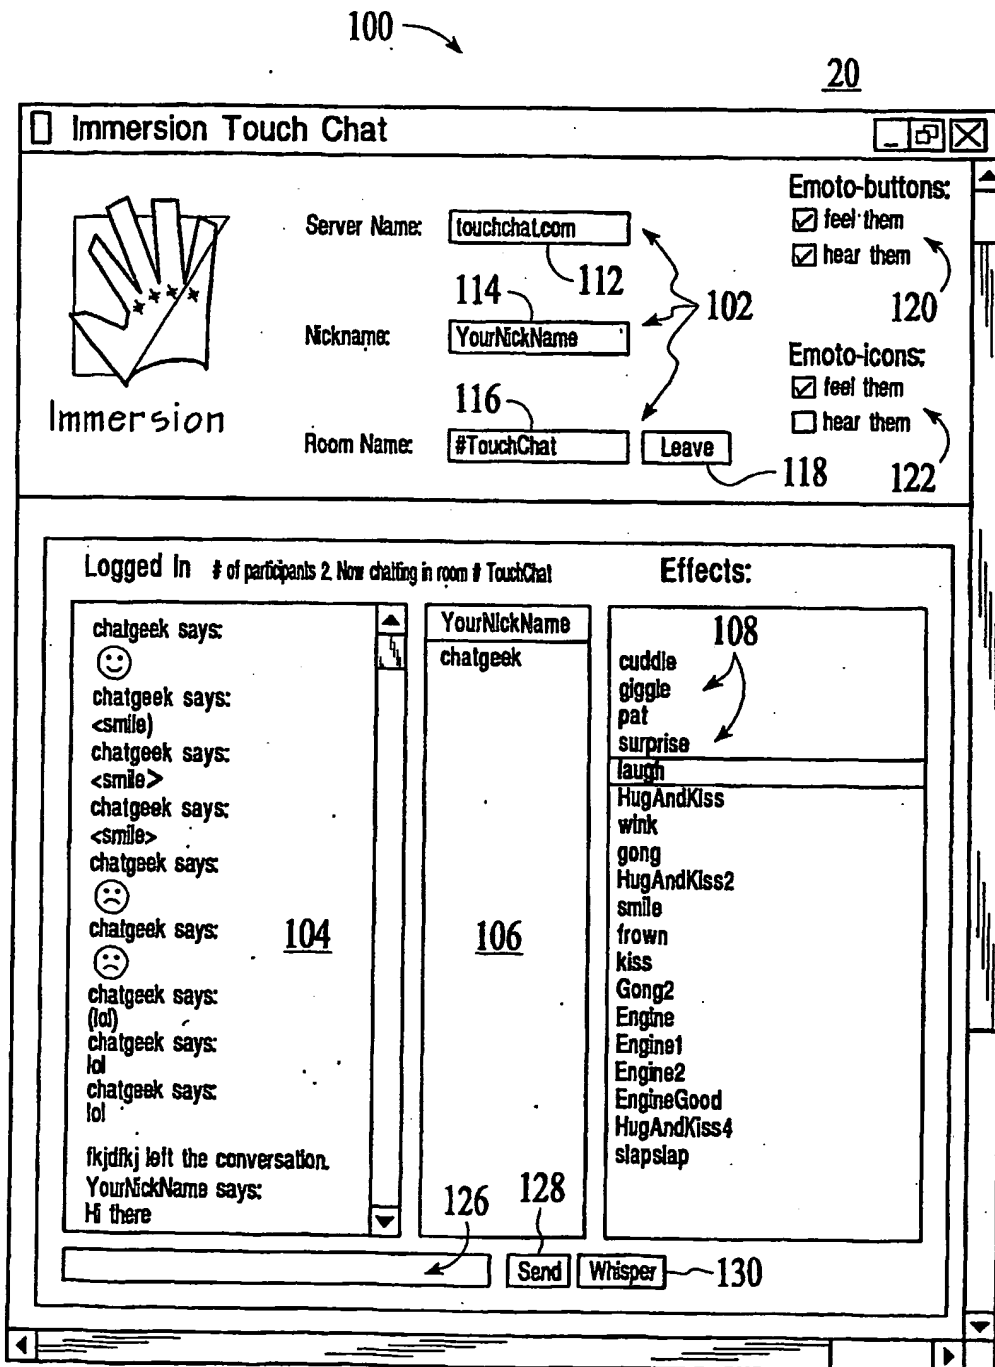 100
20
Immersion Touch Chat
Emoto-buttons:
feel them
hear them
120
Server Name: touchchat.com
112
114
102
Nickname: YourNickName
Emoto-icons:
feel them
hear them
122
116
Room Name: #TouchChat Leave
118
Immersion
Logged In # of participants 2. Now chatting in room # TouchChat
Effects:
chatgeek says:
chatgeek says:
<smile)
chatgeek says:
<smile>
chatgeek says:
<smile>
chatgeek says:
chatgeek says:
chatgeek says:
(lol)
chatgeek says:
lol
chatgeek says:
lol
fkjdfkj left the conversation.
YourNickName says:
Hi there
104
YourNickName
chatgeek
106
108
cuddle
giggle
pat
surprise
laugh
HugAndKiss
wink
gong
HugAndKiss2
smile
frown
kiss
Gong2
Engine
Engine1
Engine2
EngineGood
HugAndKiss4
slapslap
126
128
Send Whisper
130